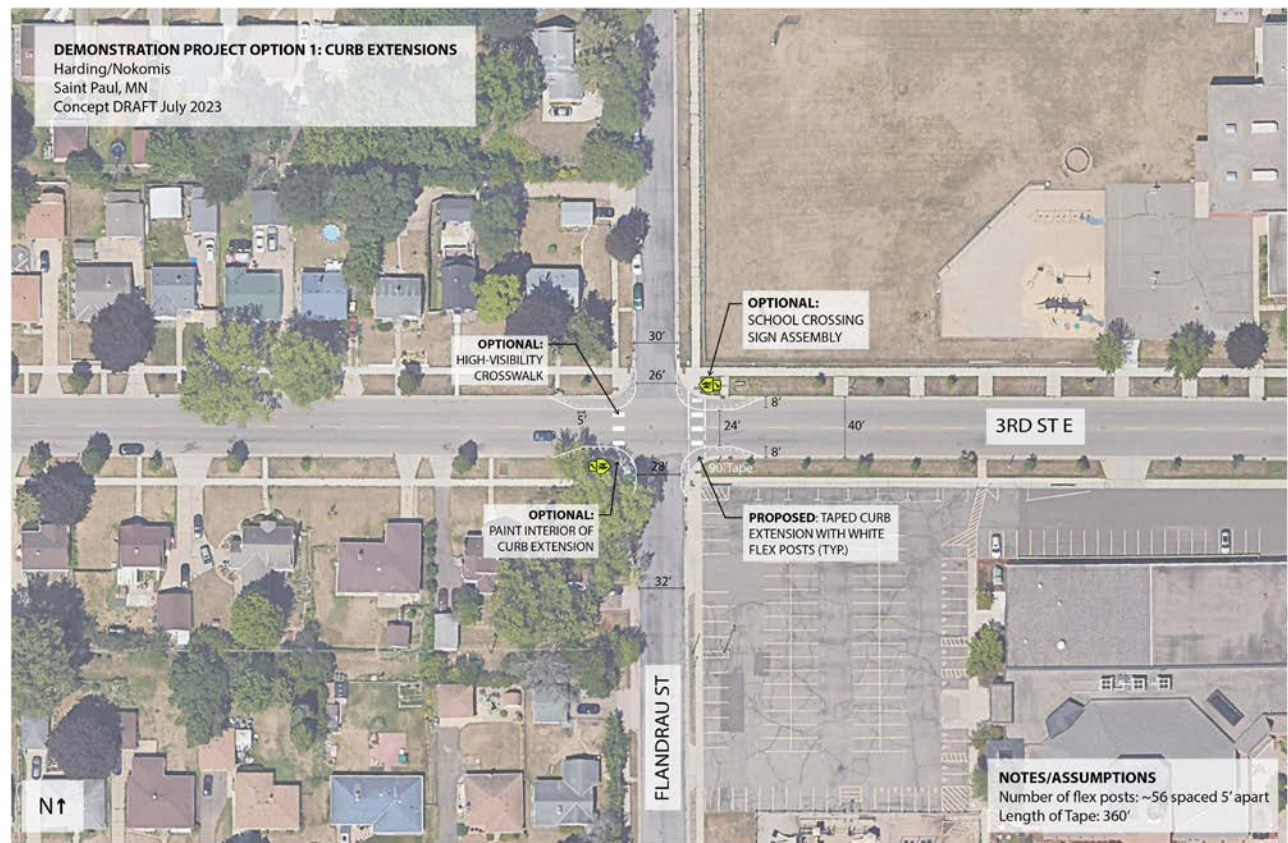 DEMONSTRATION PROJECT OPTION 1: CURB EXTENSIONS
Harding/Nokomis
Saint Paul, MN
Concept DRAFT July 2023
OPTIONAL:
SCHOOL CROSSING
SIGN ASSEMBLY
30'
OPTIONAL:
HIGH-VISIBILITY
CROSSWALK
26'
8'
5'
24'
40'
3RD ST E
8'
28'
90' Tape
OPTIONAL:
PAINT INTERIOR OF
CURB EXTENSION
PROPOSED: TAPED CURB
EXTENSION WITH WHITE
FLEX POSTS (TYP.)
32'
FLANDRAU ST
N↑
NOTES/ASSUMPTIONS
Number of flex posts: ~56 spaced 5' apart
Length of Tape: 360'